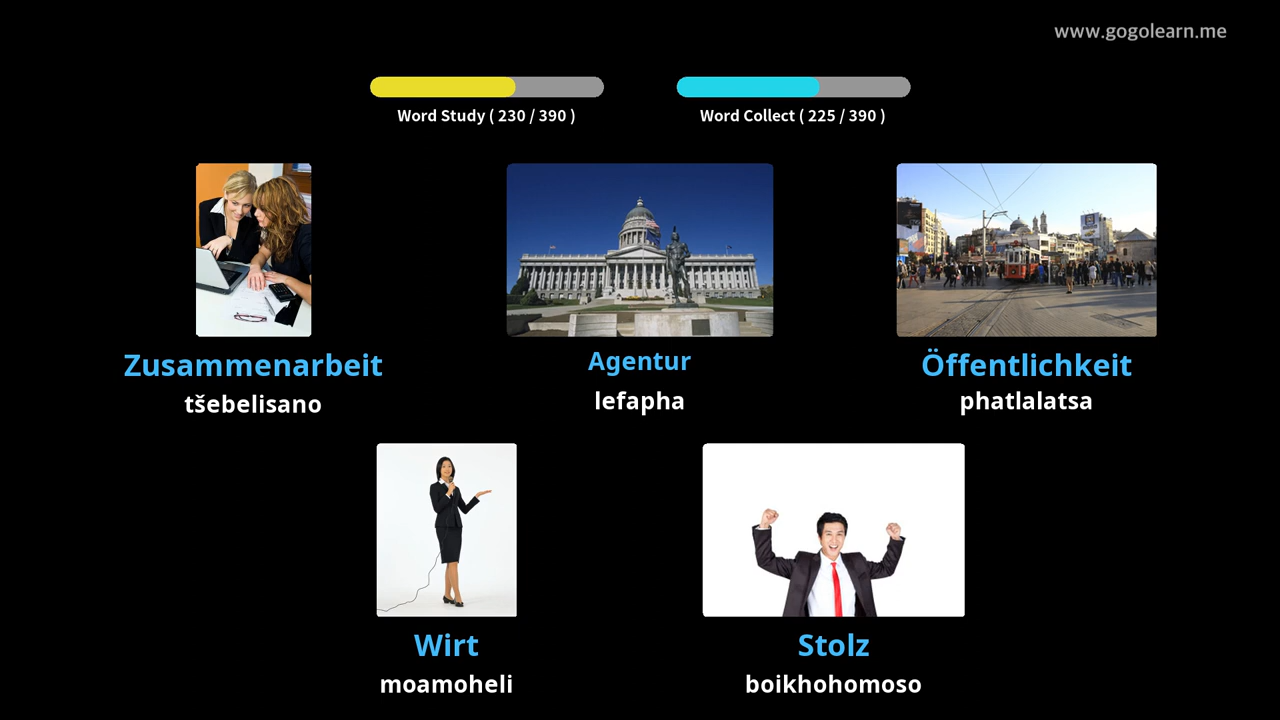 www.gogolearn.me
Word Study ( 230 / 390 )
Word Collect ( 225 / 390 )
Zusammenarbeit
tšebelisano
Agentur
lefapha
Öffentlichkeit
phatlalatsa
Wirt
moamoheli
Stolz
boikhohomoso